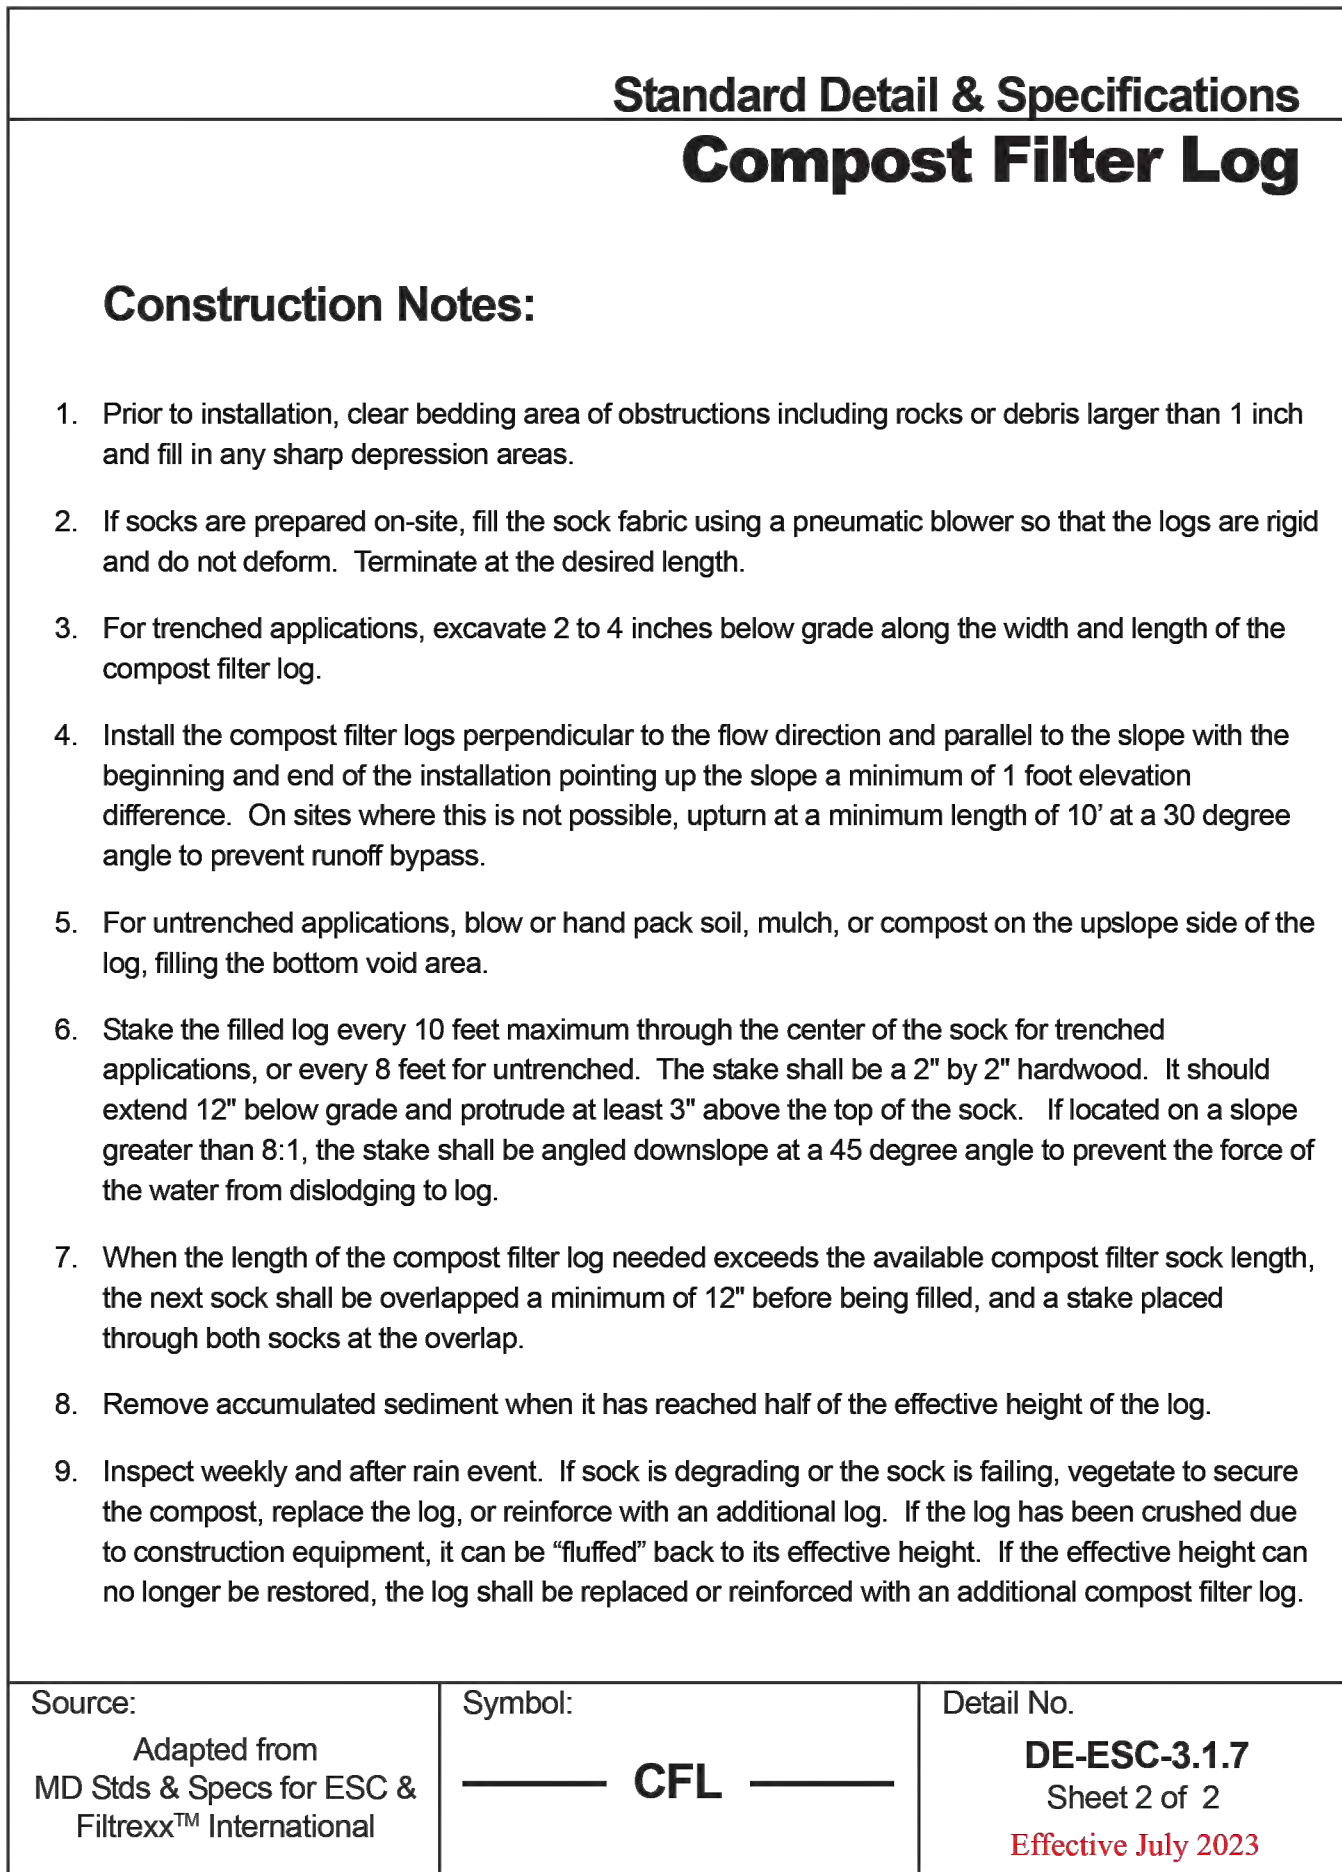 Standard Detail & Specifications
Compost Filter Log
Construction Notes:
1. Prior to installation, clear bedding area of obstructions including rocks or debris larger than 1 inch
and fill in any sharp depression areas.
2. If socks are prepared on-site, fill the sock fabric using a pneumatic blower so that the logs are rigid
and do not deform. Terminate at the desired length.
3. For trenched applications, excavate 2 to 4 inches below grade along the width and length of the
compost filter log.
4. Install the compost filter logs perpendicular to the flow direction and parallel to the slope with the
beginning and end of the installation pointing up the slope a minimum of 1 foot elevation
difference. On sites where this is not possible, upturn at a minimum length of 10’ at a 30 degree
angle to prevent runoff bypass.
5. For untrenched applications, blow or hand pack soil, mulch, or compost on the upslope side of the
log, filling the bottom void area.
6. Stake the filled log every 10 feet maximum through the center of the sock for trenched
applications, or every 8 feet for untrenched. The stake shall be a 2" by 2" hardwood. It should
extend 12" below grade and protrude at least 3" above the top of the sock. If located on a slope
greater than 8:1, the stake shall be angled downslope at a 45 degree angle to prevent the force of
the water from dislodging to log.
7. When the length of the compost filter log needed exceeds the available compost filter sock length,
the next sock shall be overlapped a minimum of 12" before being filled, and a stake placed
through both socks at the overlap.
8. Remove accumulated sediment when it has reached half of the effective height of the log.
9. Inspect weekly and after rain event. If sock is degrading or the sock is failing, vegetate to secure
the compost, replace the log, or reinforce with an additional log. If the log has been crushed due
to construction equipment, it can be “fluffed” back to its effective height. If the effective height can
no longer be restored, the log shall be replaced or reinforced with an additional compost filter log.
Source:
Adapted from
MD Stds & Specs for ESC &
Filtrexx™ International
Symbol:
CFL
Detail No.
DE-ESC-3.1.7
Sheet 2 of 2
Effective July 2023